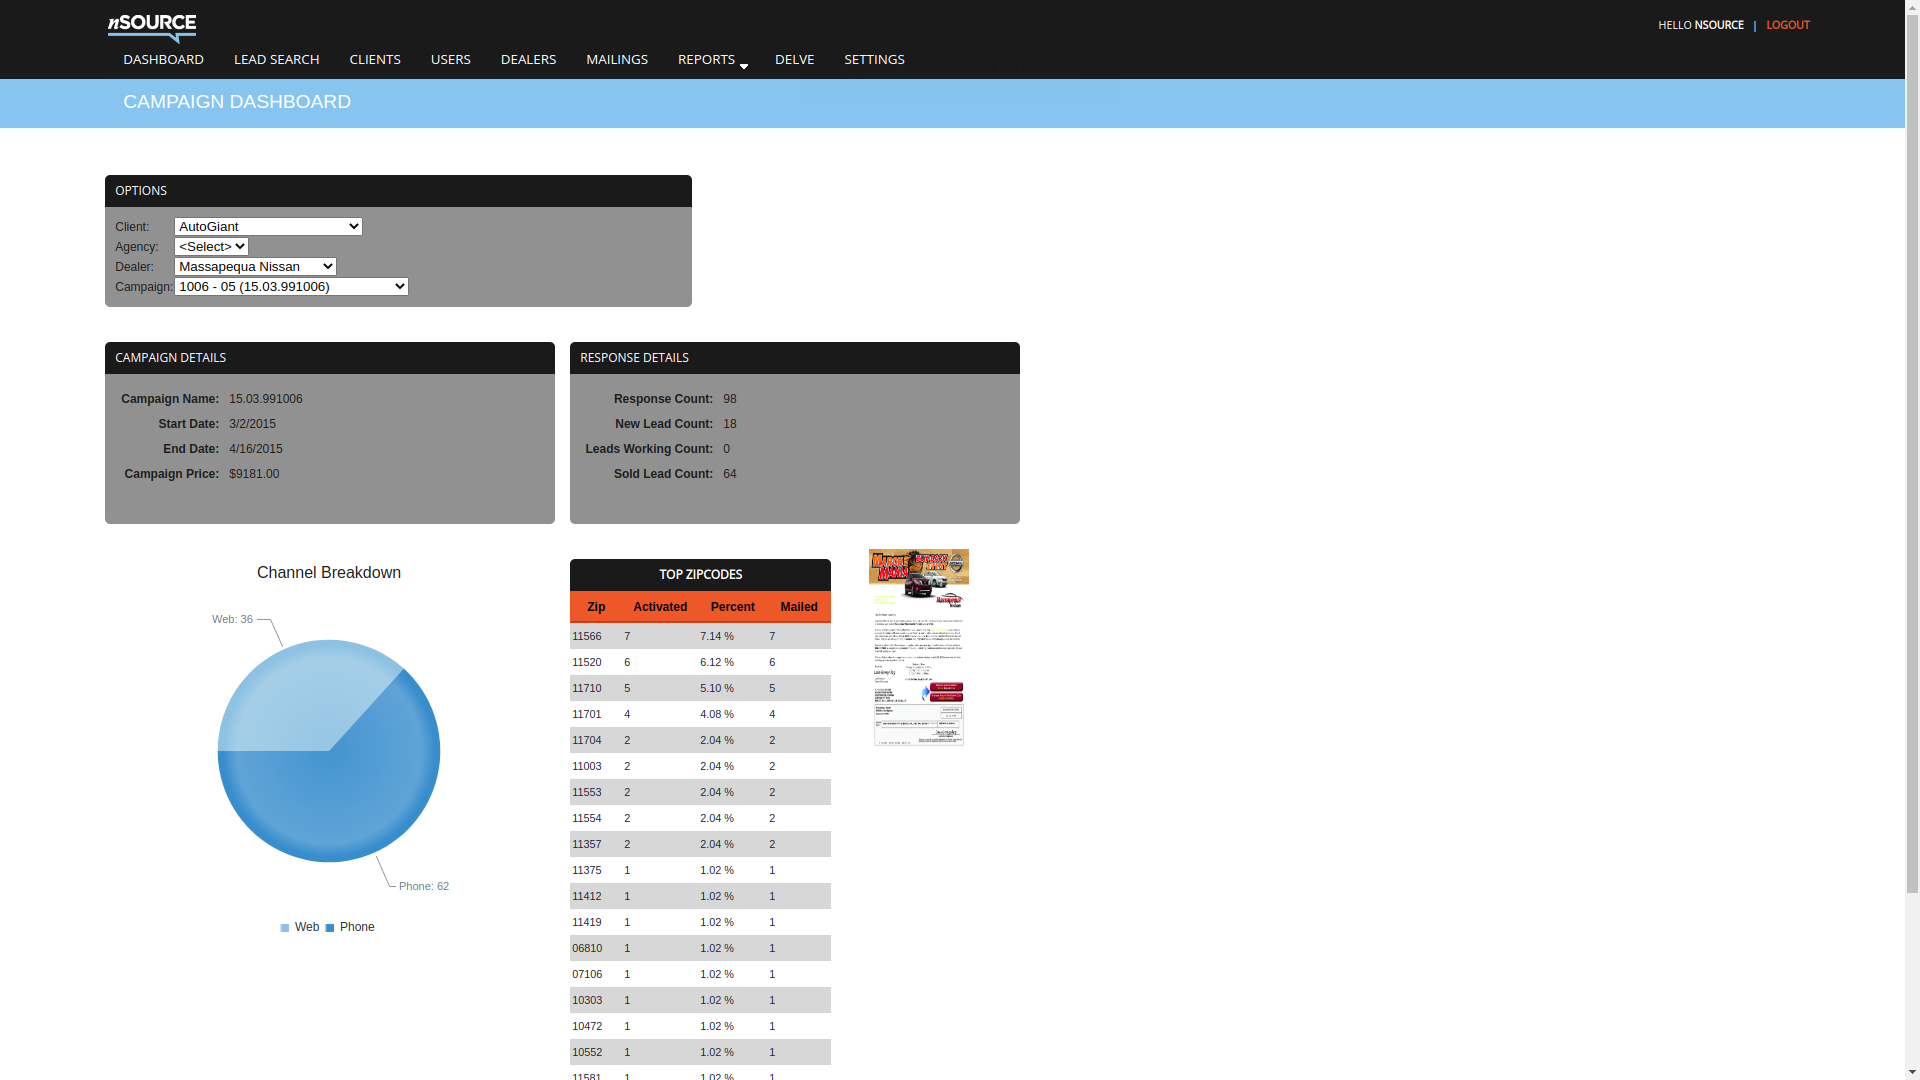 nSOURCE
HELLO NSOURCE | LOGOUT
DASHBOARD LEAD SEARCH CLIENTS USERS DEALERS MAILINGS REPORTS DELVE SETTINGS
CAMPAIGN DASHBOARD
OPTIONS
Client: AutoGiant
Agency: <Select>
Dealer: Massapequa Nissan
Campaign: 1006 - 05 (15.03.991006)
CAMPAIGN DETAILS
Campaign Name: 15.03.991006
Start Date: 3/2/2015
End Date: 4/16/2015
Campaign Price: $9181.00
RESPONSE DETAILS
Response Count: 98
New Lead Count: 18
Leads Working Count: 0
Sold Lead Count: 64
Channel Breakdown
Web: 36
Phone: 62
Web Phone
TOP ZIPCODES
Zip Activated Percent Mailed
11566 7 7.14 % 7
11520 6 6.12 % 6
11710 5 5.10 % 5
11701 4 4.08 % 4
11704 2 2.04 % 2
11003 2 2.04 % 2
11553 2 2.04 % 2
11554 2 2.04 % 2
11357 2 2.04 % 2
11375 1 1.02 % 1
11412 1 1.02 % 1
11419 1 1.02 % 1
06810 1 1.02 % 1
07106 1 1.02 % 1
10303 1 1.02 % 1
10472 1 1.02 % 1
10552 1 1.02 % 1
11581 1 1.02 % 1
MARCH
MANIA
Massapequa